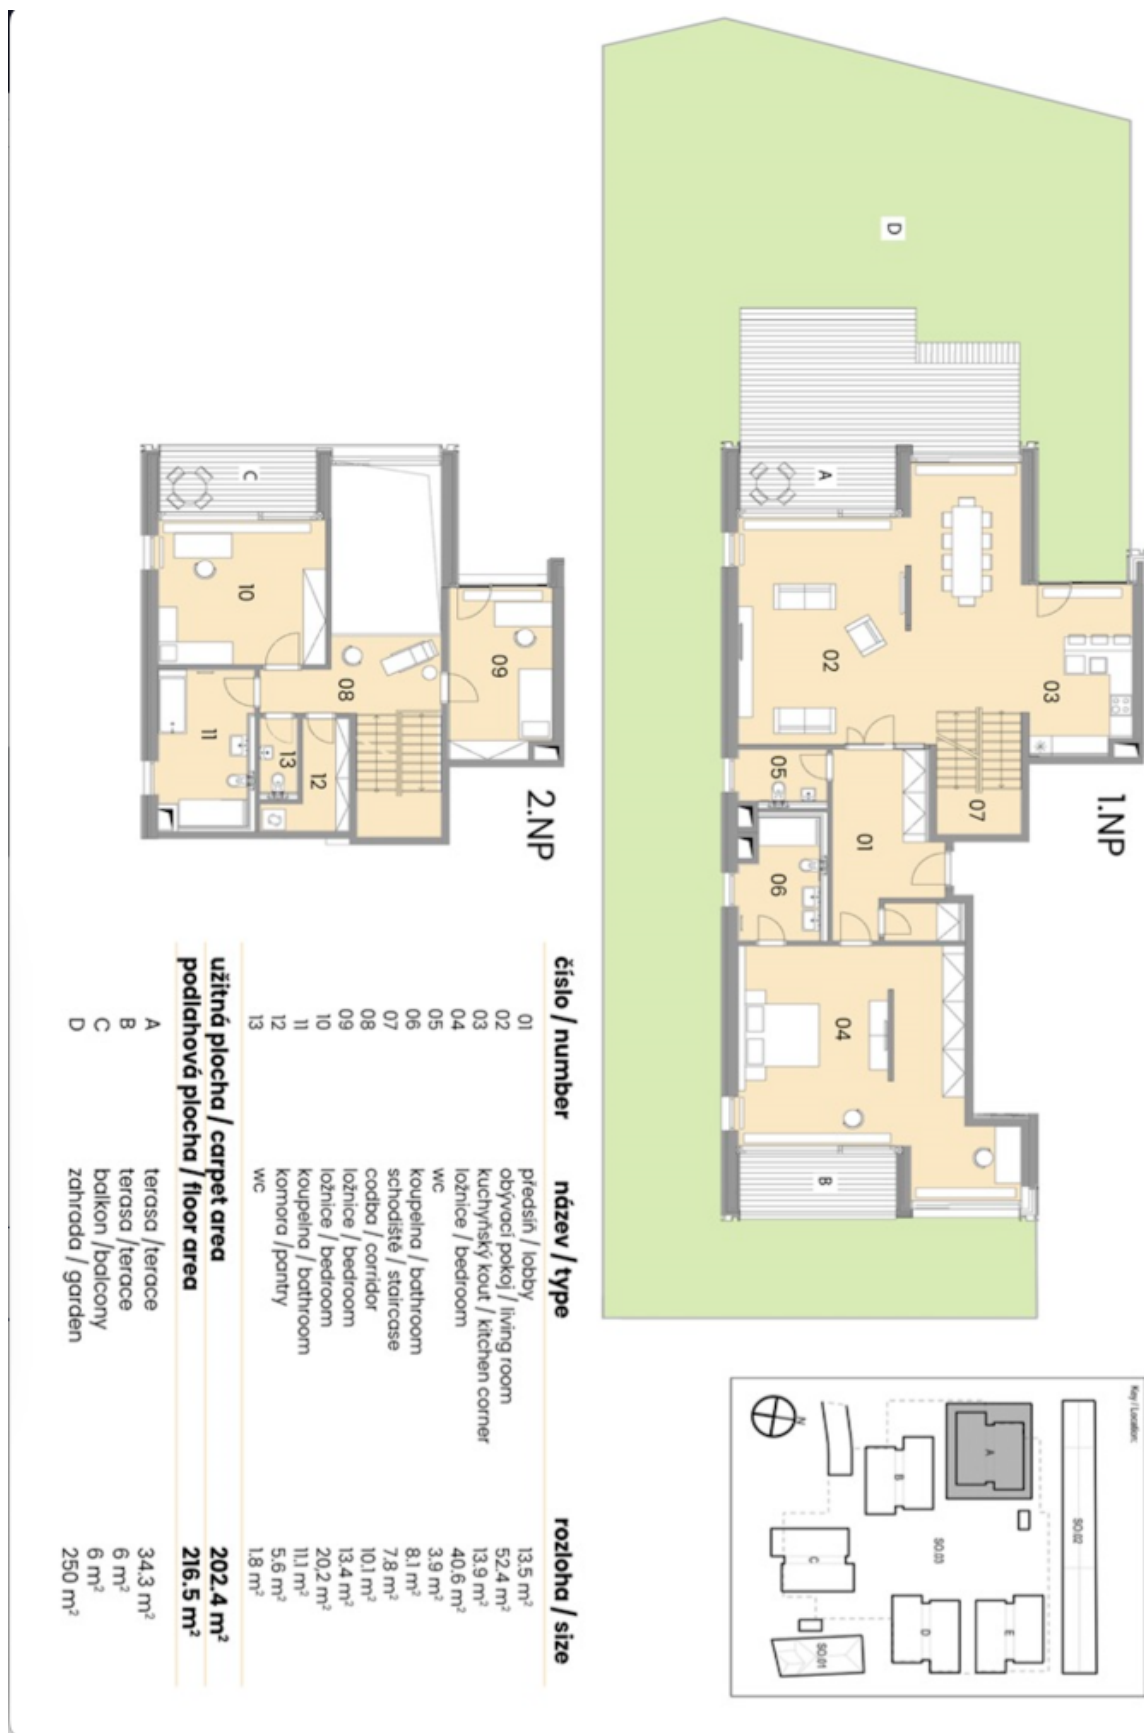 1.NP
D
A
02
03
07
05
01
06
04
B
2.NP
C
10
09
08
11
13
12
Key / Location:
SO.02
A
B
SO.03
C
D
E
SO.01
N
číslo / number název / type rozloha / size
01 předsíň / lobby 13.5 m²
02 obývací pokoj / living room 52.4 m²
03 kuchyňský kout / kitchen corner 13.9 m²
04 ložnice / bedroom 40.6 m²
05 wc 3.9 m²
06 koupelna / bathroom 8.1 m²
07 schodiště / staircase 7.8 m²
08 codba / corridor 10.1 m²
09 ložnice / bedroom 13.4 m²
10 ložnice / bedroom 20,2 m²
11 koupelna / bathroom 11.1 m²
12 komora /pantry 5.6 m²
13 wc 1.8 m²
užitná plocha / carpet area 202.4 m²
podlahová plocha / floor area 216.5 m²
A terasa /terace 34.3 m²
B terasa /terace 6 m²
C balkon /balcony 6 m²
D zahrada / garden 250 m²